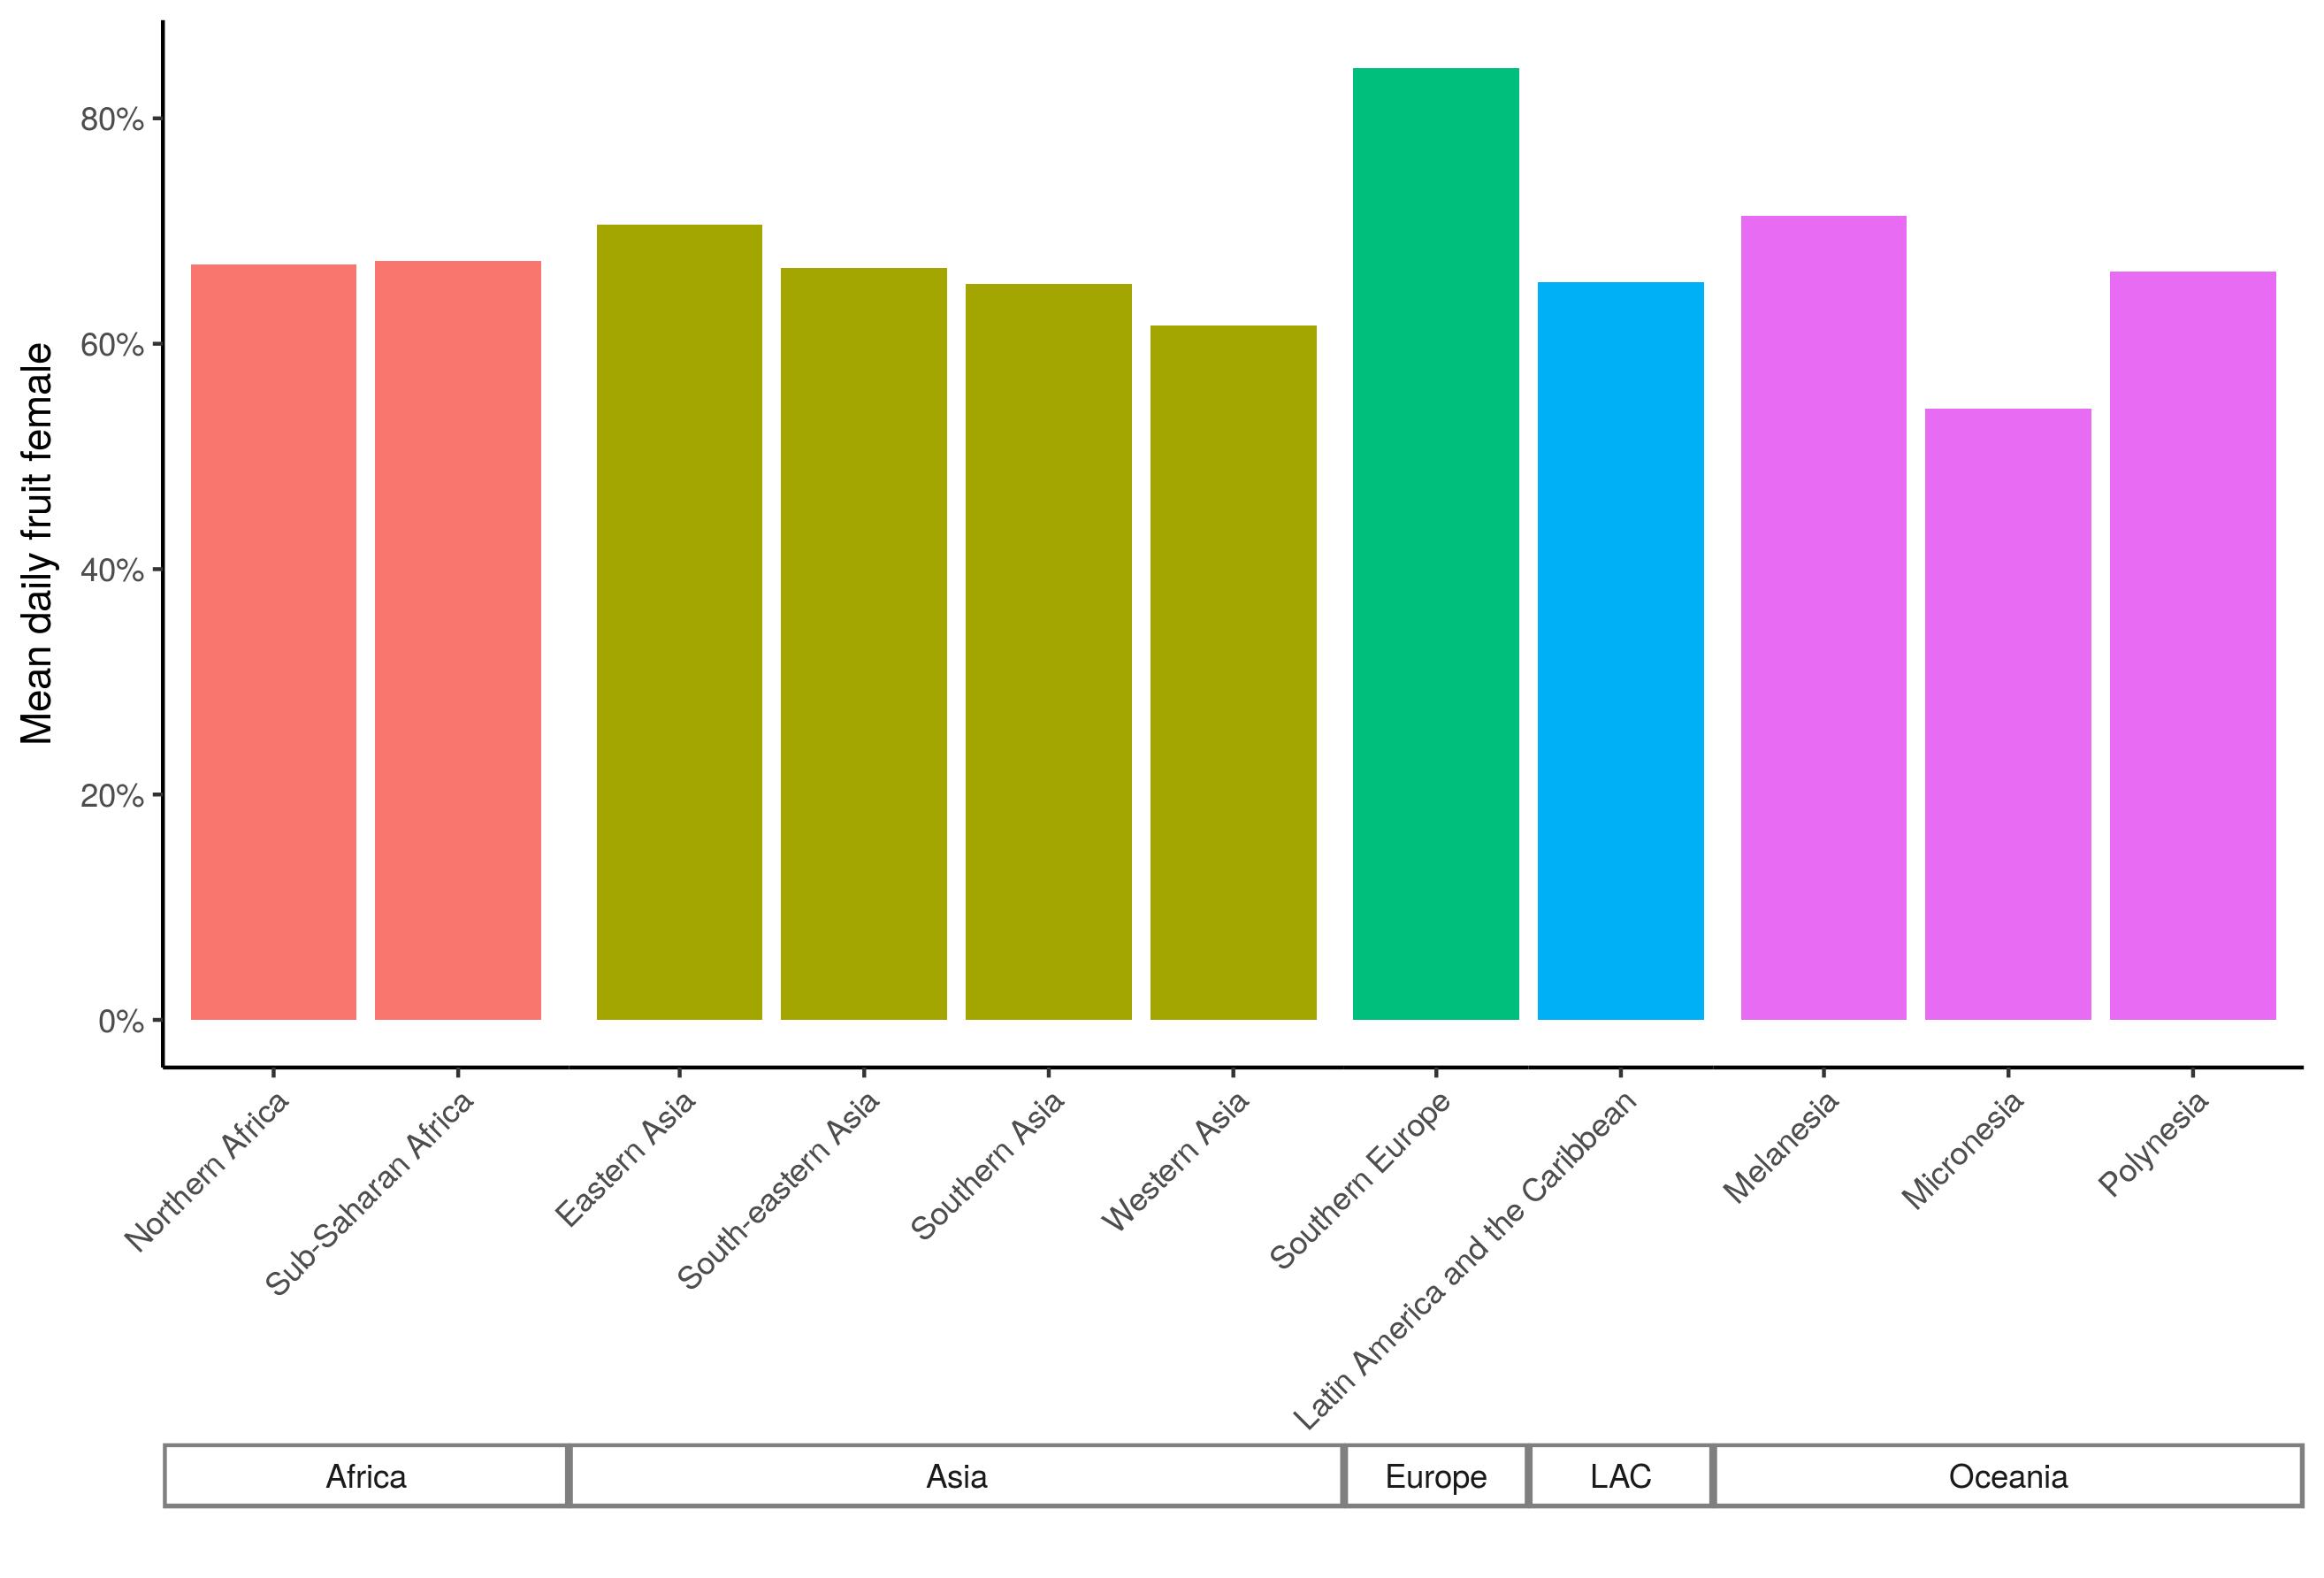 Mean daily fruit female
80%
60%
40%
20%
0%
Northern Africa
Sub-Saharan Africa
Eastern Asia
South-eastern Asia
Southern Asia
Western Asia
Southern Europe
Latin America and the Caribbean
Melanesia
Micronesia
Polynesia
Africa
Asia
Europe
LAC
Oceania